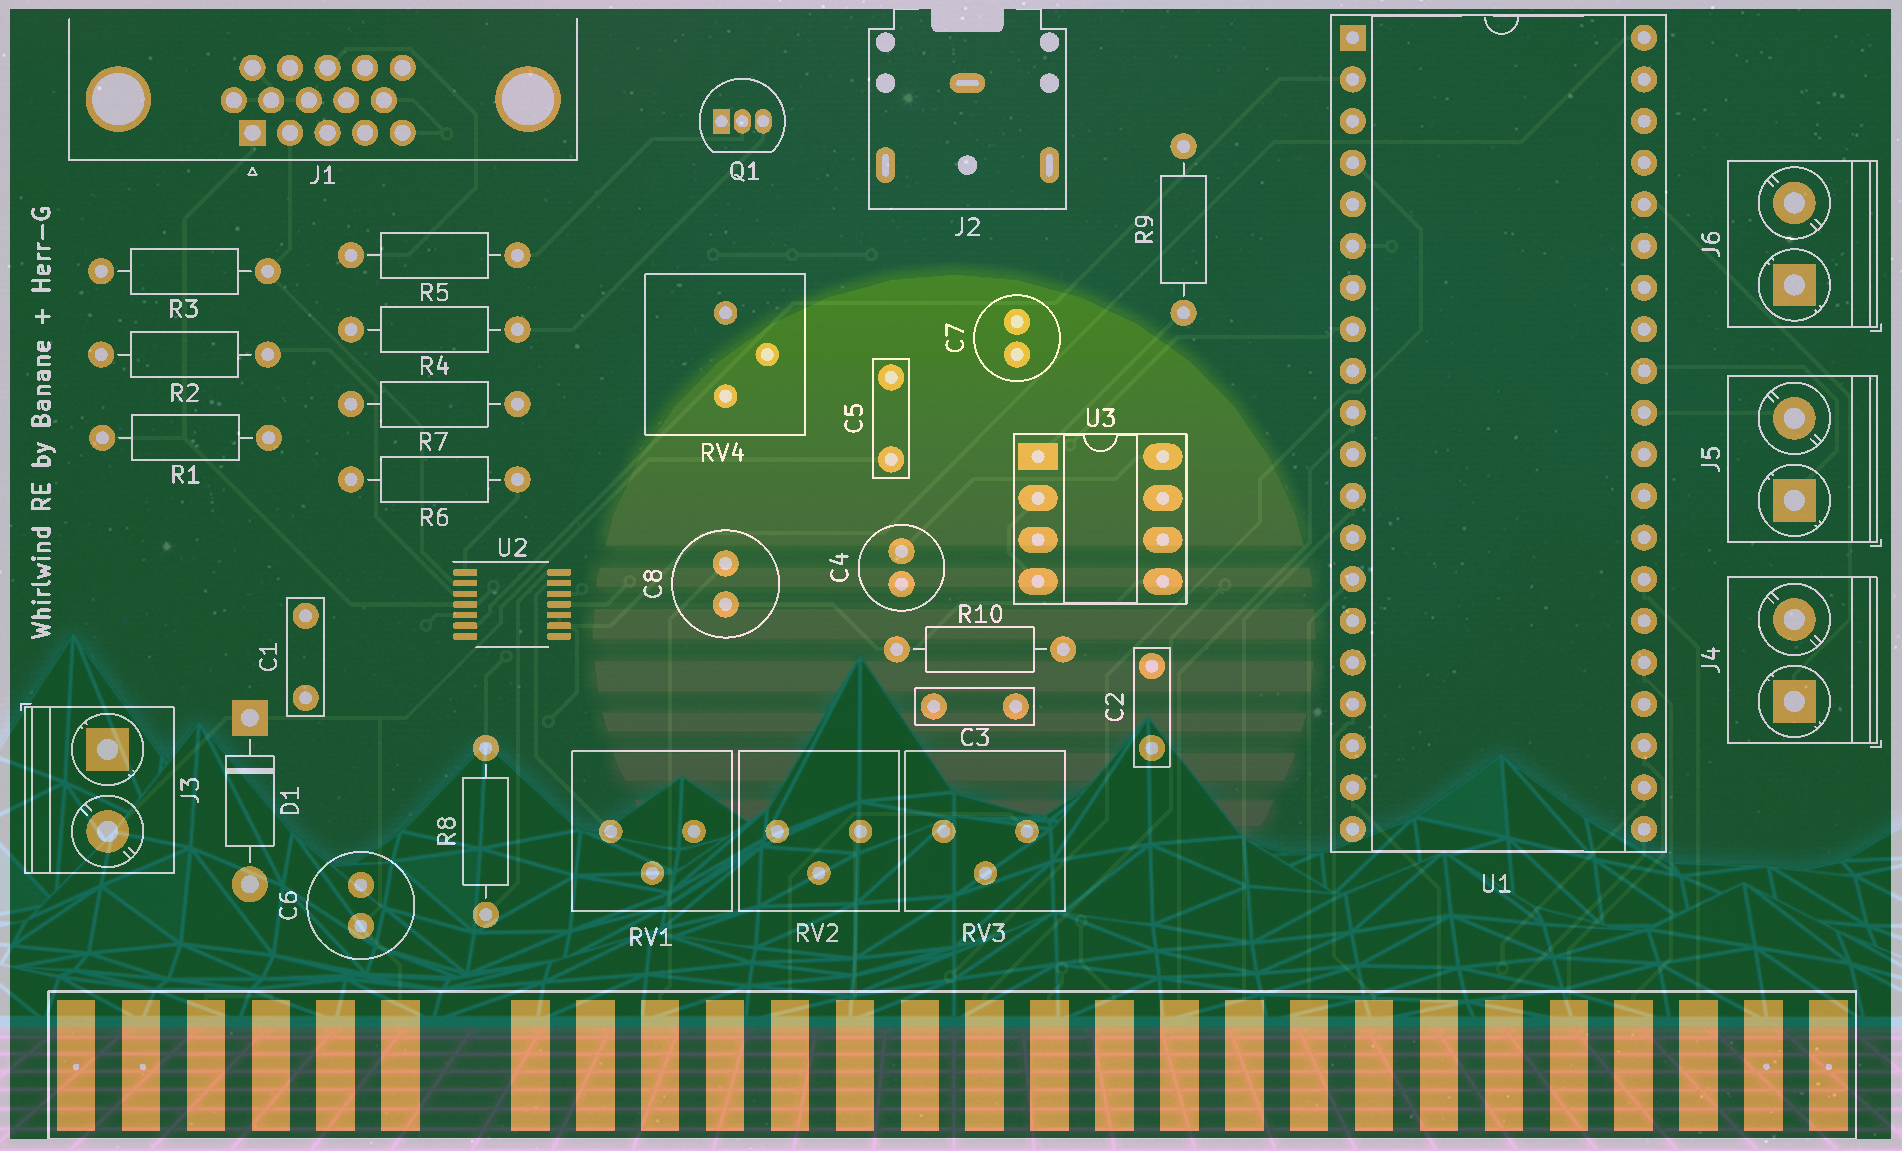 J1
Q1
J2
R9
J6
Whirlwind RE by Banane + Herr-G
R3
R5
R2
R4
R1
R7
R6
RV4
C7
C5
U3
J5
U2
C8
C4
R10
C1
C2
C3
J4
J3
D1
R8
C6
RV1
RV2
RV3
U1